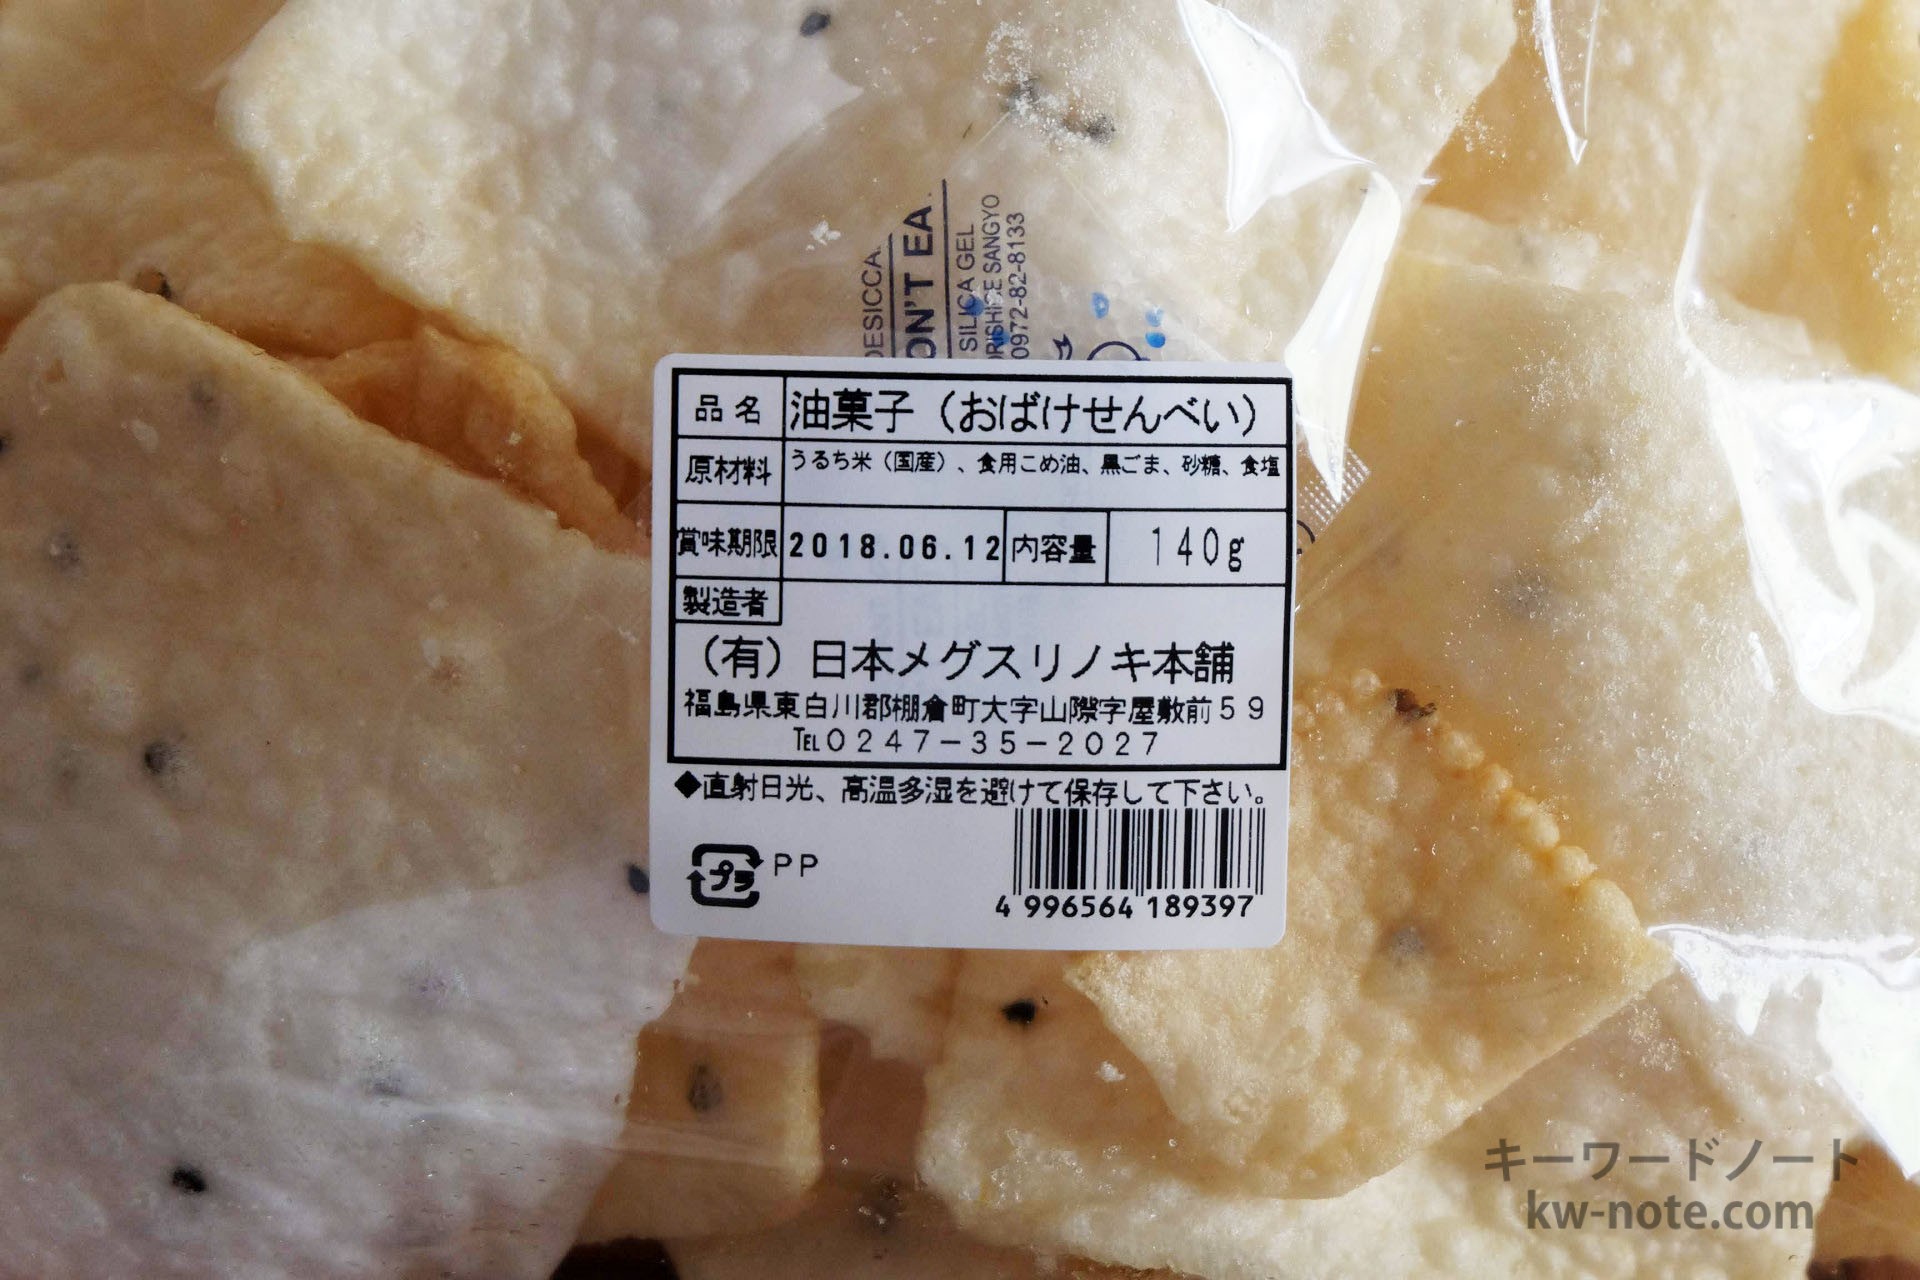 DESICCA
ON'T EA
SILICA GEL
ORISHIGE SANGYO
0972-82-8133
品名 油菓子（おばけせんべい）
原材料 うるち米（国産）、食用こめ油、黒ごま、砂糖、食塩
賞味期限 2018.06.12 内容量 140g
製造者
（有）日本メグスリノキ本舗
福島県東白川郡棚倉町大字山際字屋敷前５９
℡０２４７－３５－２０２７
◆直射日光、高温多湿を避けて保存して下さい。
プラ PP
4 996564 189397
キーワードノート
kw-note.com